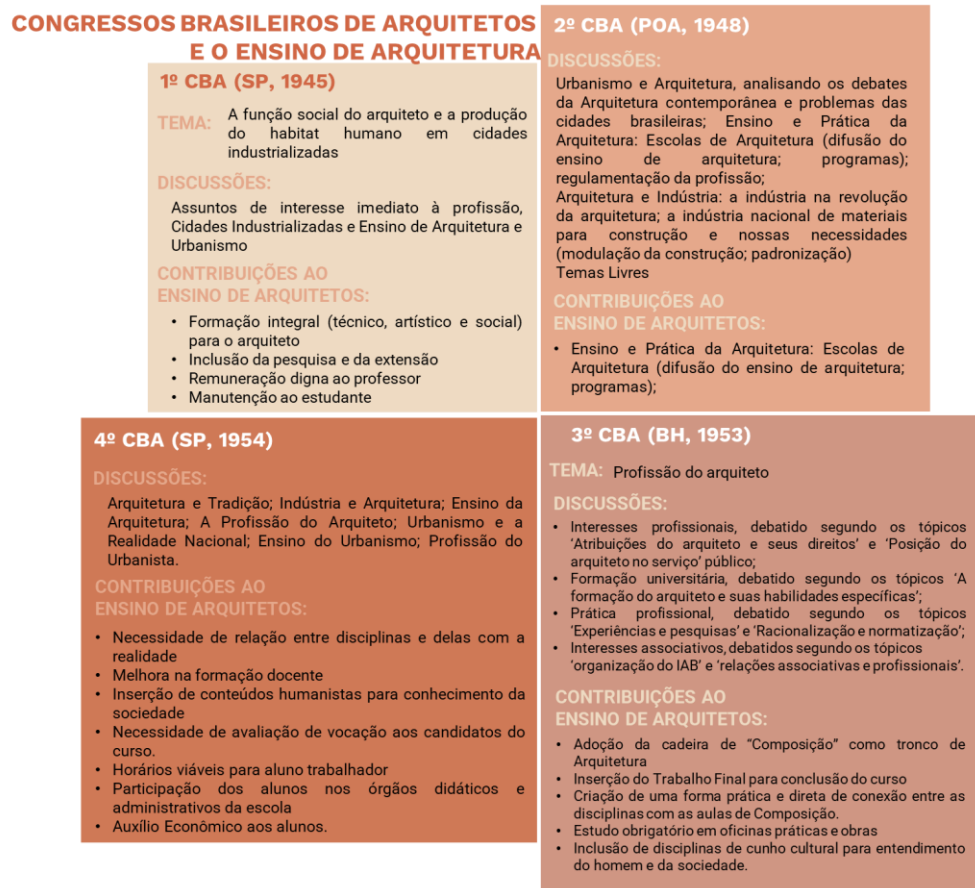 CONGRESSOS BRASILEIROS DE ARQUITETOS
E O ENSINO DE ARQUITETURA
1º CBA (SP, 1945)
TEMA: A função social do arquiteto e a produção
do habitat humano em cidades
industrializadas
DISCUSSÕES:
Assuntos de interesse imediato à profissão,
Cidades Industrializadas e Ensino de Arquitetura e
Urbanismo
CONTRIBUIÇÕES AO
ENSINO DE ARQUITETOS:
• Formação integral (técnico, artístico e social)
para o arquiteto
• Inclusão da pesquisa e da extensão
• Remuneração digna ao professor
• Manutenção ao estudante
2º CBA (POA, 1948)
DISCUSSÕES:
Urbanismo e Arquitetura, analisando os debates
da Arquitetura contemporânea e problemas das
cidades brasileiras; Ensino e Prática da
Arquitetura: Escolas de Arquitetura (difusão do
ensino de arquitetura; programas);
regulamentação da profissão;
Arquitetura e Indústria: a indústria na revolução
da arquitetura; a indústria nacional de materiais
para construção e nossas necessidades
(modulação da construção; padronização)
Temas Livres
CONTRIBUIÇÕES AO
ENSINO DE ARQUITETOS:
• Ensino e Prática da Arquitetura: Escolas de
Arquitetura (difusão do ensino de arquitetura;
programas);
4º CBA (SP, 1954)
DISCUSSÕES:
Arquitetura e Tradição; Indústria e Arquitetura; Ensino da
Arquitetura; A Profissão do Arquiteto; Urbanismo e a
Realidade Nacional; Ensino do Urbanismo; Profissão do
Urbanista.
CONTRIBUIÇÕES AO
ENSINO DE ARQUITETOS:
• Necessidade de relação entre disciplinas e delas com a
realidade
• Melhora na formação docente
• Inserção de conteúdos humanistas para conhecimento da
sociedade
• Necessidade de avaliação de vocação aos candidatos do
curso.
• Horários viáveis para aluno trabalhador
• Participação dos alunos nos órgãos didáticos e
administrativos da escola
• Auxílio Econômico aos alunos.
3º CBA (BH, 1953)
TEMA: Profissão do arquiteto
DISCUSSÕES:
• Interesses profissionais, debatido segundo os tópicos
‘Atribuições do arquiteto e seus direitos’ e ‘Posição do
arquiteto no serviço’ público;
• Formação universitária, debatido segundo os tópicos ‘A
formação do arquiteto e suas habilidades específicas’;
• Prática profissional, debatido segundo os tópicos
‘Experiências e pesquisas’ e ‘Racionalização e normatização’;
• Interesses associativos, debatidos segundo os tópicos
‘organização do IAB’ e ‘relações associativas e profissionais’.
CONTRIBUIÇÕES AO
ENSINO DE ARQUITETOS:
• Adoção da cadeira de “Composição” como tronco de
Arquitetura
• Inserção do Trabalho Final para conclusão do curso
• Criação de uma forma prática e direta de conexão entre as
disciplinas com as aulas de Composição.
• Estudo obrigatório em oficinas práticas e obras
• Inclusão de disciplinas de cunho cultural para entendimento
do homem e da sociedade.